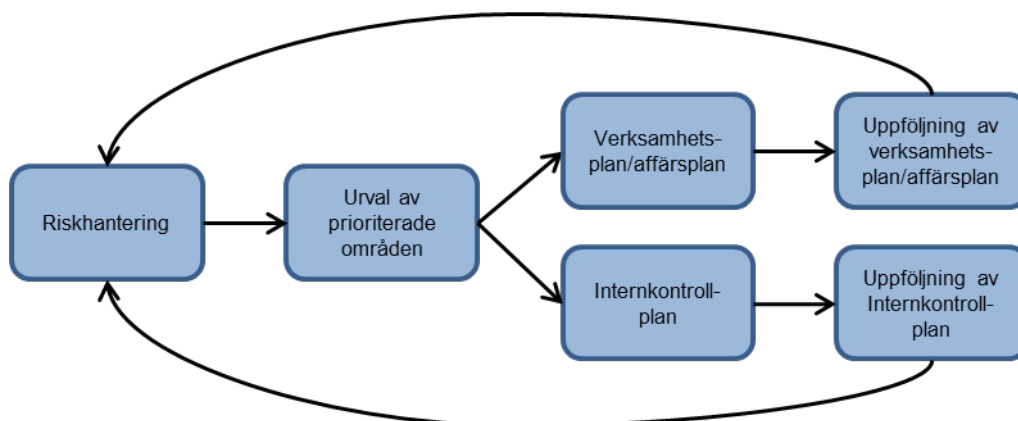 Riskhantering
Urval av
prioriterade
områden
Verksamhets-
plan/affärsplan
Uppföljning av
verksamhets-
plan/affärsplan
Internkontroll-
plan
Uppföljning av
Internkontroll-
plan